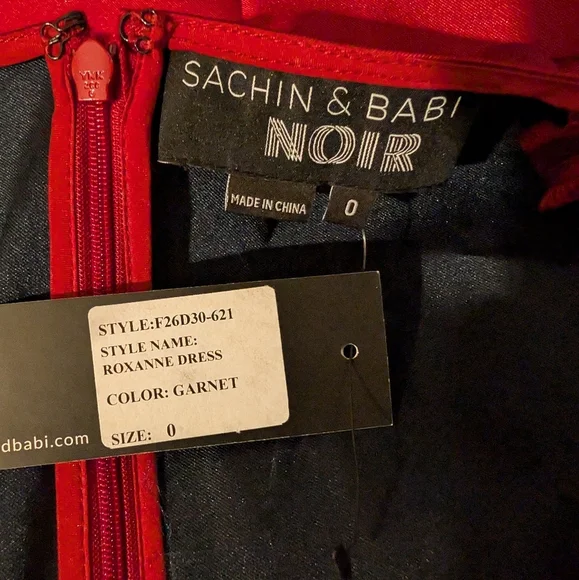 YKK
SACHIN & BABI
NOIR
MADE IN CHINA
0
STYLE:F26D30-621
STYLE NAME:
ROXANNE DRESS
COLOR: GARNET
SIZE: 0
dbabi.com